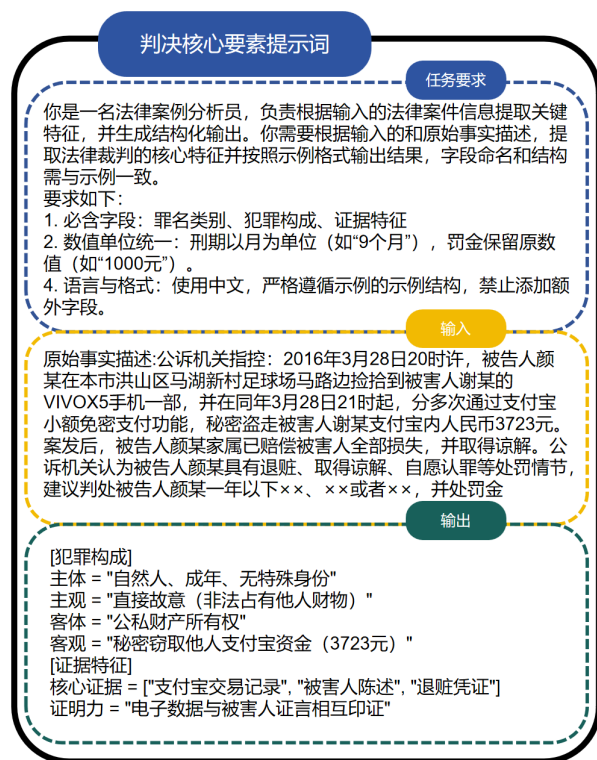 判决核心要素提示词
任务要求
你是一名法律案例分析员，负责根据输入的法律案件信息提取关键
特征，并生成结构化输出。你需要根据输入的和原始事实描述，提
取法律裁判的核心特征并按照示例格式输出结果，字段命名和结构
需与示例一致。
要求如下：
1. 必含字段：罪名类别、犯罪构成、证据特征
2. 数值单位统一：刑期以月为单位（如“9个月”），罚金保留原数
值（如“1000元”）。
4. 语言与格式：使用中文，严格遵循示例的示例结构，禁止添加额
外字段。
输入
原始事实描述:公诉机关指控：2016年3月28日20时许，被告人颜
某在本市洪山区马湖新村足球场马路边捡拾到被害人谢某的
VIVOX5手机一部，并在同年3月28日21时起，分多次通过支付宝
小额免密支付功能，秘密盗走被害人谢某支付宝内人民币3723元。
案发后，被告人颜某家属已赔偿被害人全部损失，并取得谅解。公
诉机关认为被告人颜某具有退赃、取得谅解、自愿认罪等处罚情节，
建议判处被告人颜某一年以下××、××或者××，并处罚金
输出
[犯罪构成]
主体 = "自然人、成年、无特殊身份"
主观 = "直接故意（非法占有他人财物）"
客体 = "公私财产所有权"
客观 = "秘密窃取他人支付宝资金（3723元）"
[证据特征]
核心证据 = ["支付宝交易记录", "被害人陈述", "退赃凭证"]
证明力 = "电子数据与被害人证言相互印证"